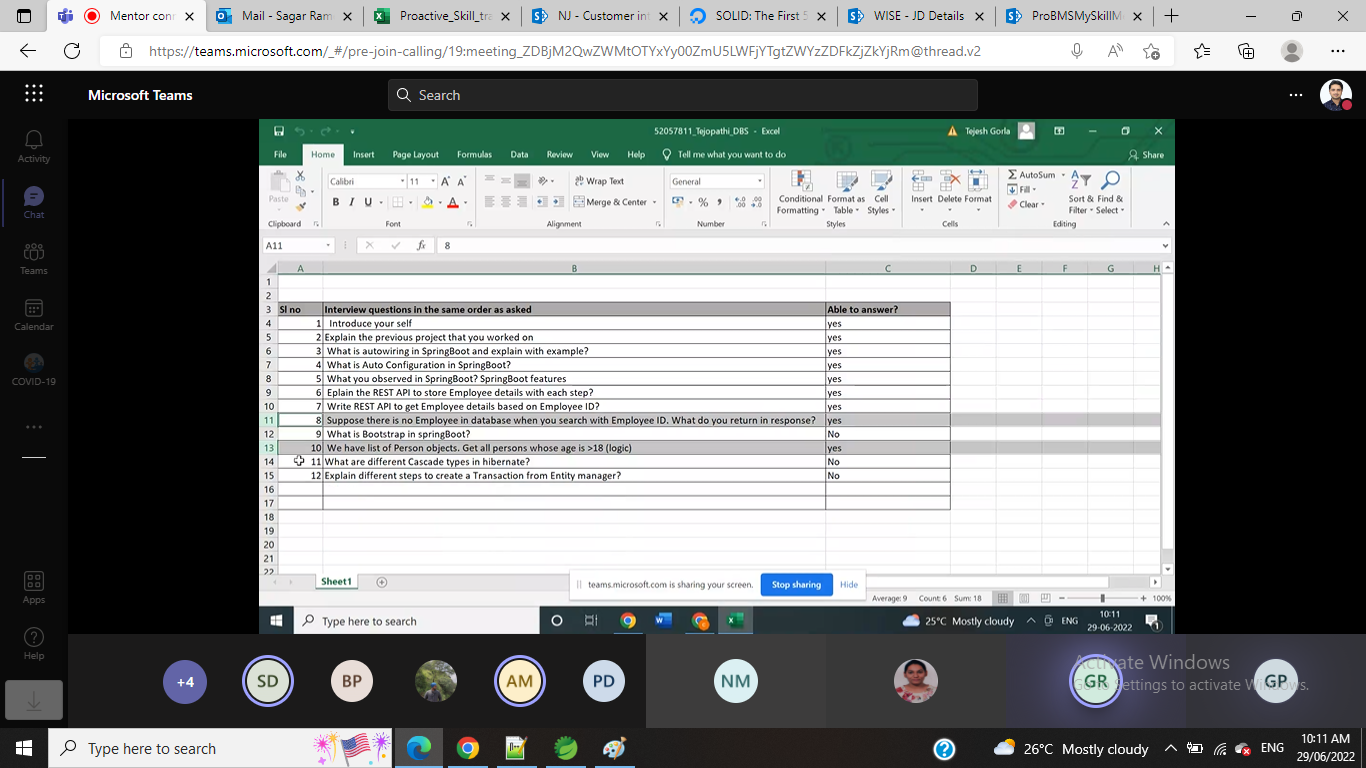 Mentor con
Mail - Sagar Ram
Proactive_Skill_tra
NJ - Customer int
SOLID: The First 5
WISE - JD Details
ProBMSMySkillM
https://teams.microsoft.com/_#/pre-join-calling/19:meeting_ZDBjM2QwZWMtOTYxYy00ZmU5LWFjYTgtZWYzZDFkZjZkYjRm@thread.v2
Microsoft Teams
Search
Activity
Chat
Teams
Calendar
COVID-19
Apps
Help
52057811_Tejopathi_DBS - Excel
Tejesh Gorla
File Home Insert Page Layout Formulas Data Review View Help Tell me what you want to do
Share
Paste
Calibri 11
B I U
Wrap Text
Merge & Center
General
Conditional Formatting
Format as Table
Cell Styles
Insert Delete Format
AutoSum
Fill
Clear
Sort & Filter
Find & Select
Clipboard Font Alignment Number Styles Cells Editing
A11 fx 8
A B C D E F G H
1
2
3 Sl no Interview questions in the same order as asked Able to answer?
4 1 Introduce your self yes
5 2 Explain the previous project that you worked on yes
6 3 What is autowiring in SpringBoot and explain with example? yes
7 4 What is Auto Configuration in SpringBoot? yes
8 5 What you observed in SpringBoot? SpringBoot features yes
9 6 Eplain the REST API to store Employee details with each step? yes
10 7 Write REST API to get Employee details based on Employee ID? yes
11 8 Suppose there is no Employee in database when you search with Employee ID. What do you return in response? yes
12 9 What is Bootstrap in springBoot? No
13 10 We have list of Person objects. Get all persons whose age is >18 (logic) yes
14 11 What are different Cascade types in hibernate? No
15 12 Explain different steps to create a Transaction from Entity manager? No
16
17
18
19
20
21
22
Sheet1
teams.microsoft.com is sharing your screen. Stop sharing Hide
Average: 9 Count: 6 Sum: 18 100%
Type here to search
25°C Mostly cloudy ENG
10:11
29-06-2022
+4 SD BP AM PD NM GR GP
Activate Windows
Go to Settings to activate Windows.
Type here to search
26°C Mostly cloudy ENG
10:11 AM
29/06/2022